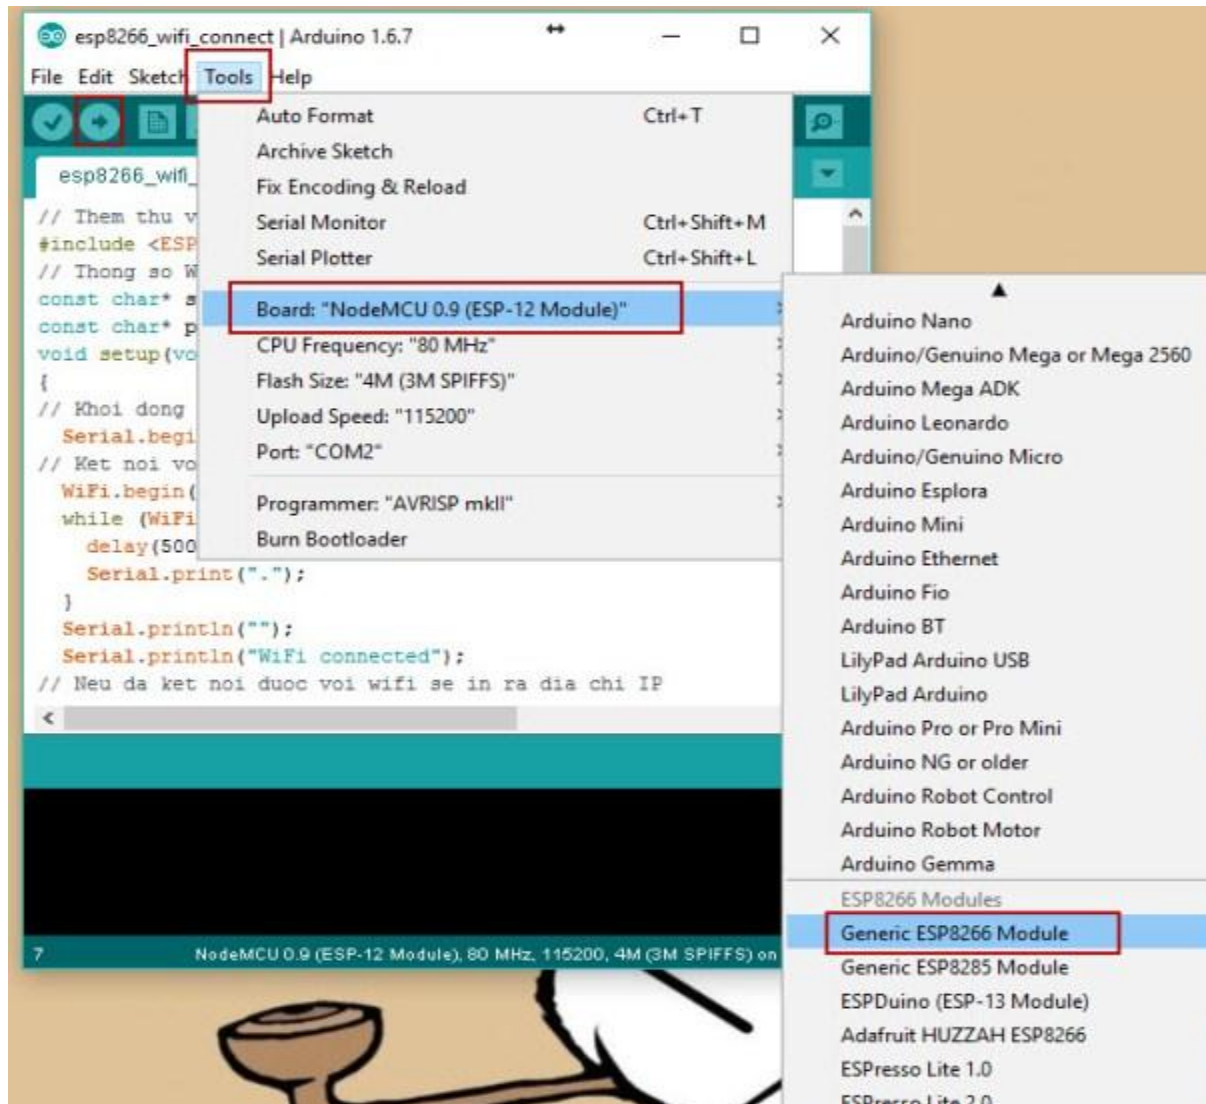 esp8266_wifi_connect | Arduino 1.6.7
File Edit Sketch Tools Help
Auto Format Ctrl+T
Archive Sketch
esp8266_wifi_
Fix Encoding & Reload
// Them thu v
Serial Monitor Ctrl+Shift+M
#include <ESP
Serial Plotter Ctrl+Shift+L
// Thong so W
const char* s
Board: "NodeMCU 0.9 (ESP-12 Module)"
const char* p
CPU Frequency: "80 MHz"
void setup(vo
{
Flash Size: "4M (3M SPIFFS)"
// Khoi dong
Upload Speed: "115200"
Serial.begi
Port: "COM2"
// Ket noi vo
WiFi.begin(
Programmer: "AVRISP mkII"
while (WiFi
Burn Bootloader
delay(500
Serial.print(".");
}
Serial.println("");
Serial.println("WiFi connected");
// Neu da ket noi duoc voi wifi se in ra dia chi IP
7 NodeMCU 0.9 (ESP-12 Module), 80 MHz, 115200, 4M (3M SPIFFS) on
Arduino Nano
Arduino/Genuino Mega or Mega 2560
Arduino Mega ADK
Arduino Leonardo
Arduino/Genuino Micro
Arduino Esplora
Arduino Mini
Arduino Ethernet
Arduino Fio
Arduino BT
LilyPad Arduino USB
LilyPad Arduino
Arduino Pro or Pro Mini
Arduino NG or older
Arduino Robot Control
Arduino Robot Motor
Arduino Gemma
ESP8266 Modules
Generic ESP8266 Module
Generic ESP8285 Module
ESPDuino (ESP-13 Module)
Adafruit HUZZAH ESP8266
ESPresso Lite 1.0
ESPresso Lite 2.0